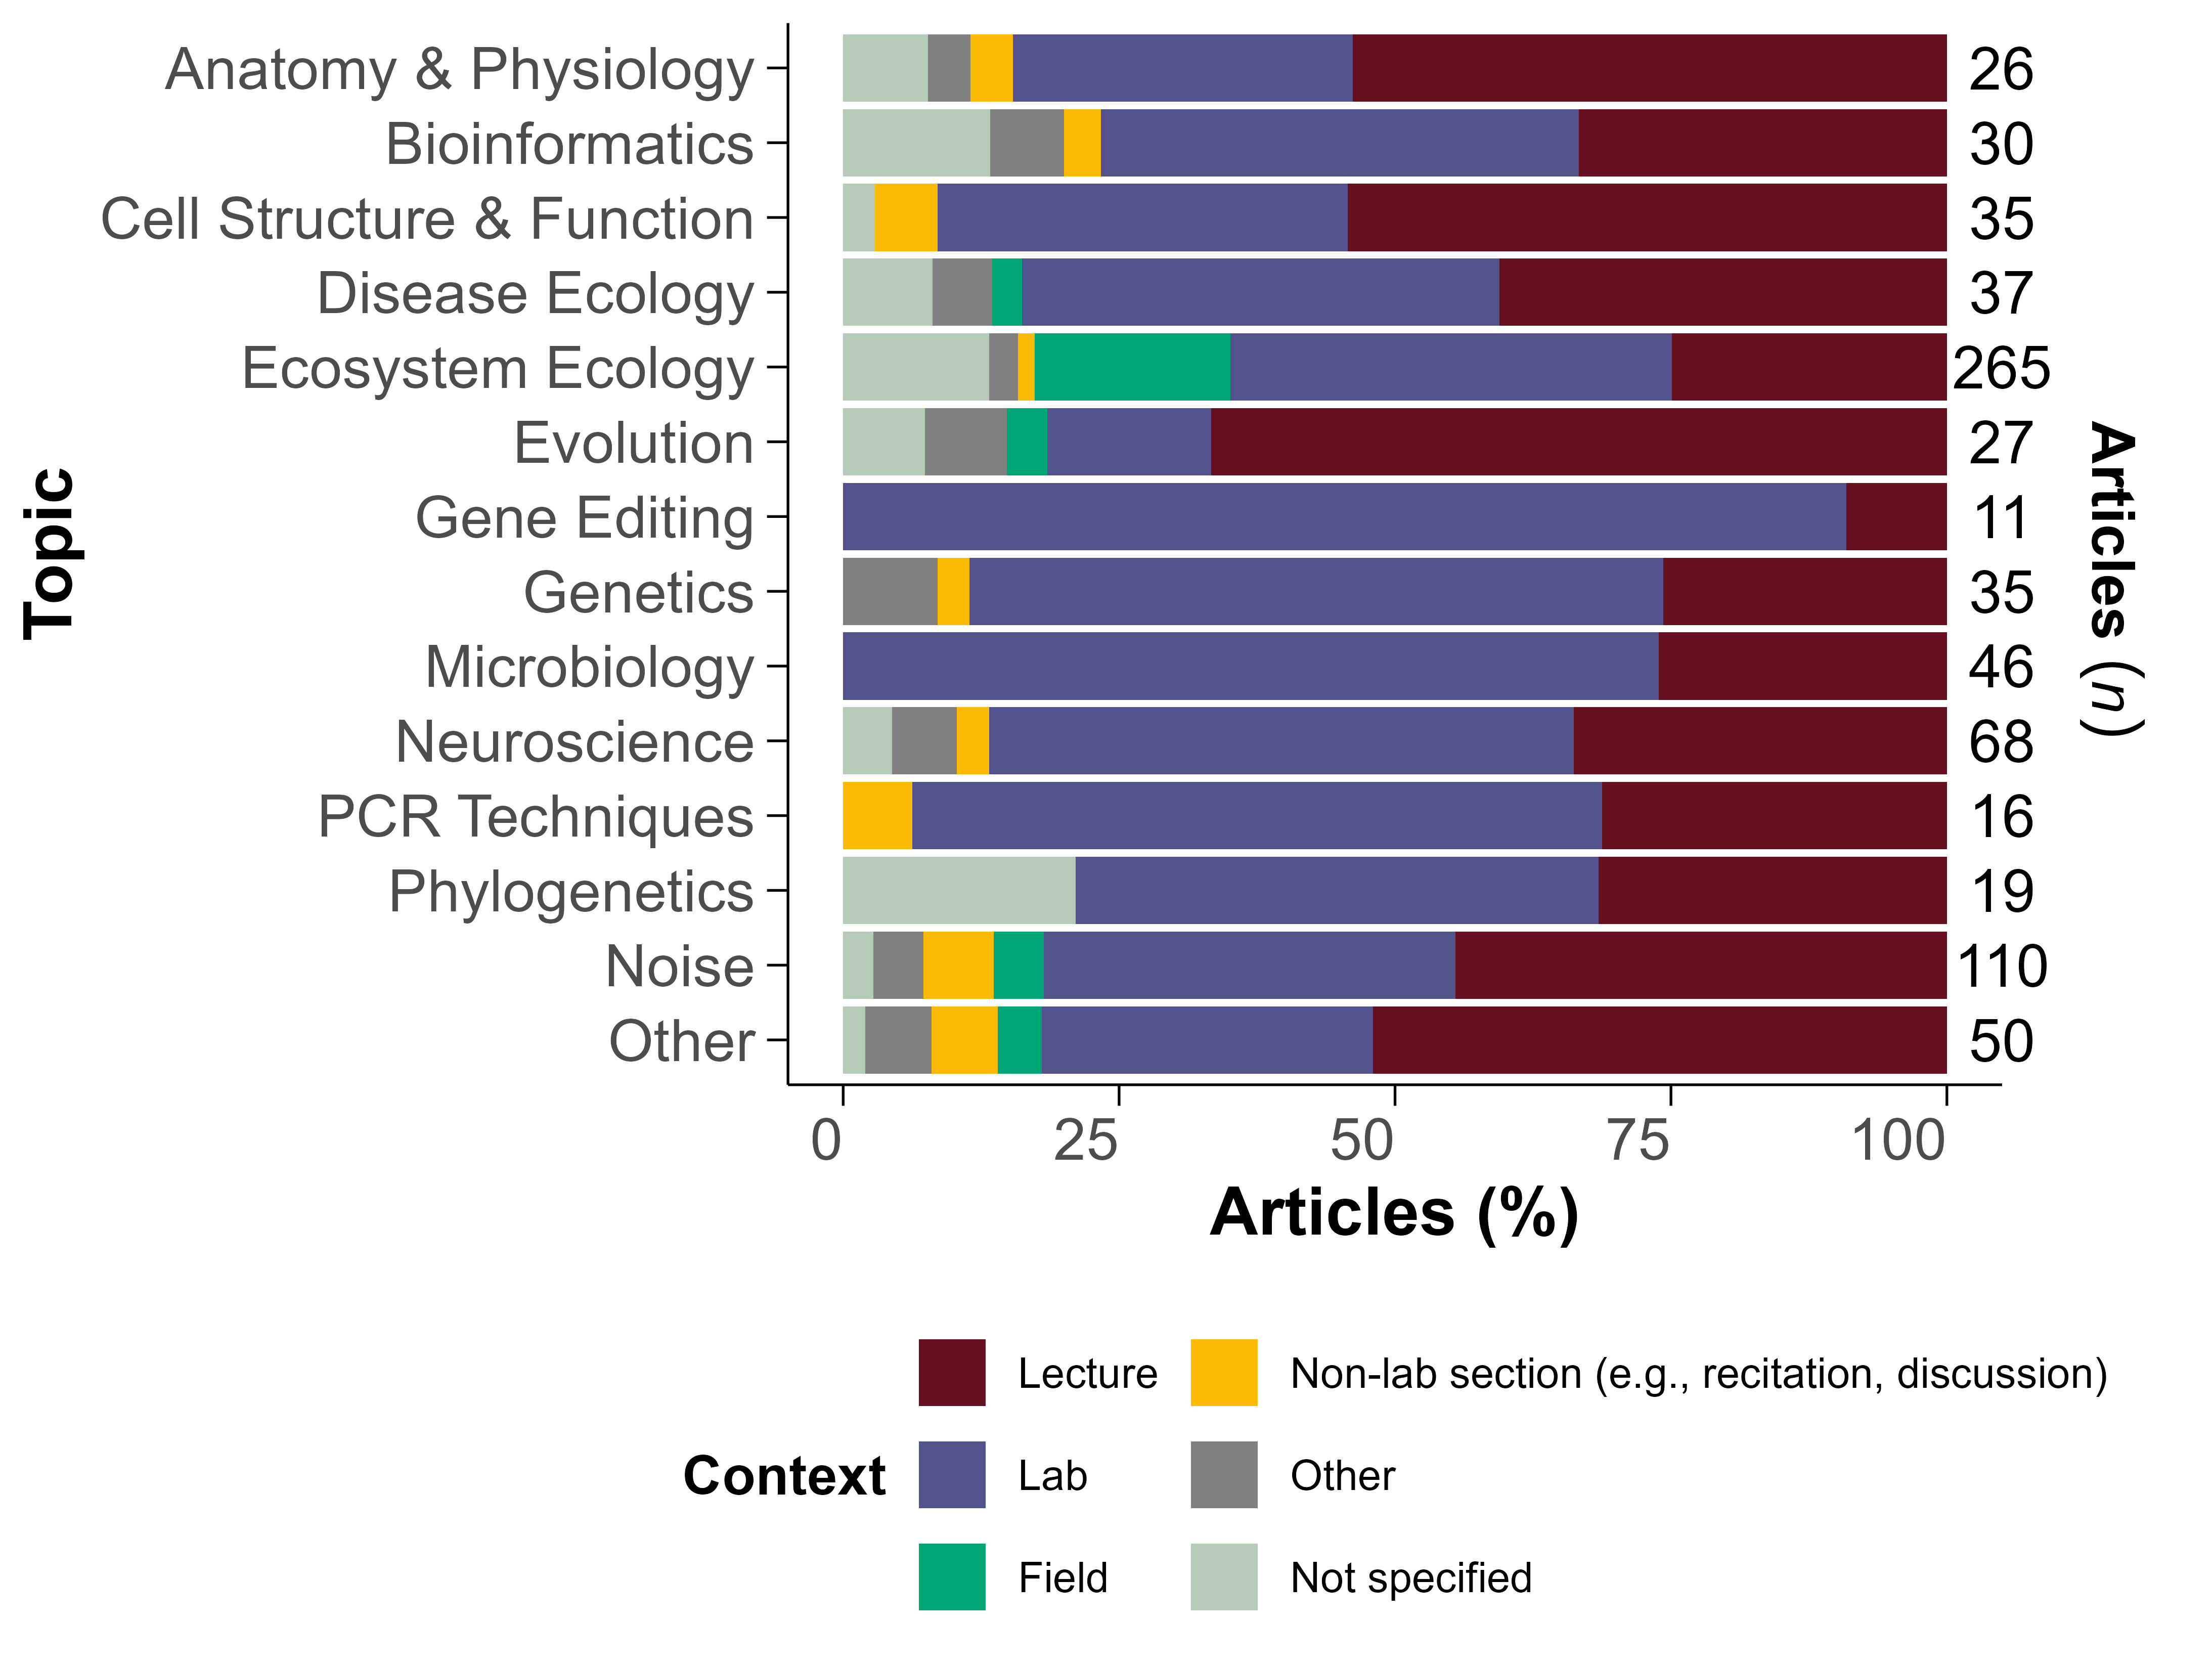 Topic
Anatomy & Physiology 26
Bioinformatics 30
Cell Structure & Function 35
Disease Ecology 37
Ecosystem Ecology 265
Evolution 27
Gene Editing 11
Genetics 35
Microbiology 46
Neuroscience 68
PCR Techniques 16
Phylogenetics 19
Noise 110
Other 50
Articles (n)
0 25 50 75 100
Articles (%)
Context
Lecture
Lab
Field
Non-lab section (e.g., recitation, discussion)
Other
Not specified